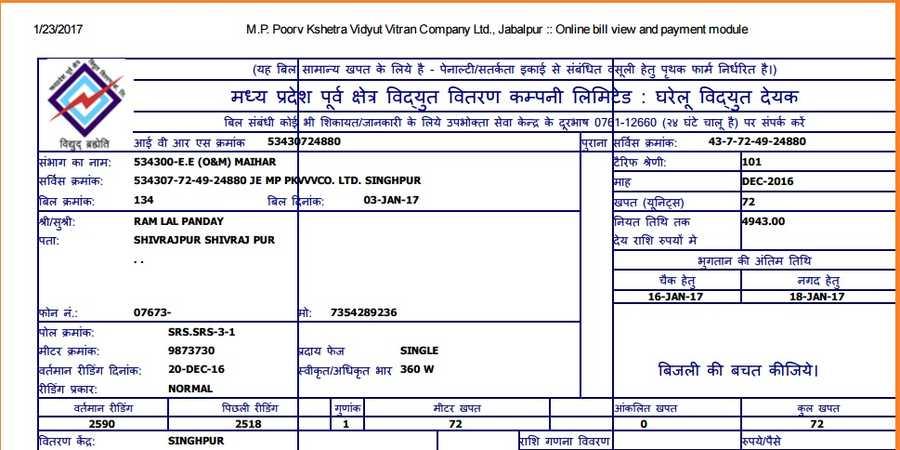 1/23/2017 M.P. Poorv Kshetra Vidyut Vitran Company Ltd., Jabalpur :: Online bill view and payment module
(यह बिल सामान्य खपत के लिये है - पेनाल्टी/सतर्कता इकाई से संबंधित वसूली हेतु पृथक फार्म निर्धरित है।)
मध्य प्रदेश पूर्व क्षेत्र विद्युत वितरण कम्पनी लिमिटेड : घरेलू विद्युत देयक
बिल संबंधी कोई भी शिकायत/जानकारी के लिये उपभोक्ता सेवा केन्द्र के दूरभाष 0761-12660 (२४ घंटे चालू है) पर संपर्क करें
विद्युद् ब्रह्मेति
आई वी आर एस क्रमांक 53430724880 पुराना सर्विस क्रमांक: 43-7-72-49-24880
संभाग का नाम: 534300-E.E (O&M) MAIHAR टैरिफ श्रेणी: 101
सर्विस क्रमांक: 534307-72-49-24880 JE MP PKVVVCO. LTD. SINGHPUR माह DEC-2016
बिल क्रमांक: 134 बिल दिनांक: 03-JAN-17 खपत (यूनिट्स) 72
श्री/सुश्री: RAM LAL PANDAY नियत तिथि तक 4943.00
पता: SHIVRAJPUR SHIVRAJ PUR देय राशि रुपयों मे
. . भुगतान की अंतिम तिथि
चैक हेतु नगद हेतु
16-JAN-17 18-JAN-17
फोन नं.: 07673- मो: 7354289236
पोल क्रमांक: SRS.SRS-3-1
मीटर क्रमांक: 9873730 प्रदाय फेज SINGLE
वर्तमान रीडिंग दिनांक: 20-DEC-16 स्वीकृत/अधिकृत भार 360 W बिजली की बचत कीजिये।
रीडिंग प्रकार: NORMAL
वर्तमान रीडिंग पिछली रीडिंग गुणांक मीटर खपत आंकलित खपत कुल खपत
2590 2518 1 72 0 72
वितरण केंद्र: SINGHPUR राशि गणना विवरण रुपये/पैसे